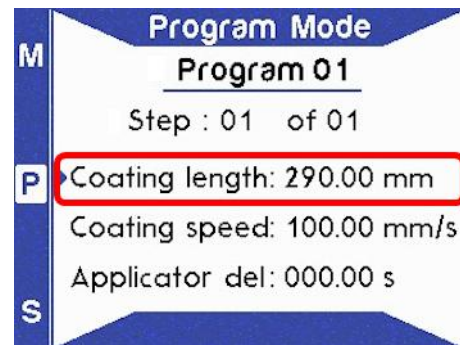 Program Mode
M
Program 01
Step : 01 of 01
P
Coating length: 290.00 mm
Coating speed: 100.00 mm/s
Applicator del: 000.00 s
S